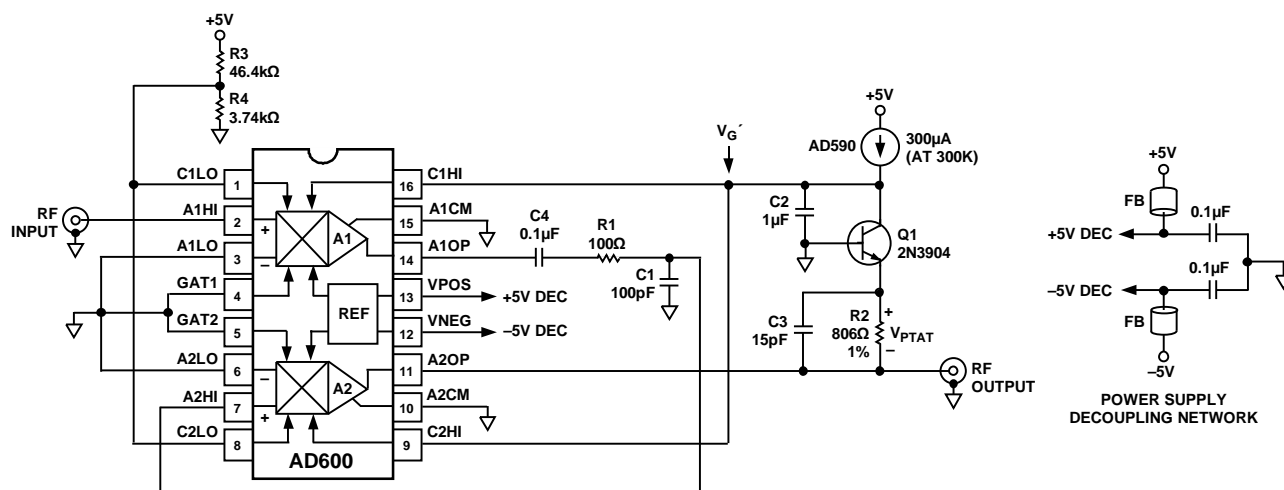 +5V
R3
46.4kΩ
R4
3.74kΩ
C1LO
1
A1HI
2
RF
INPUT
A1LO
3
GAT1
4
GAT2
5
A2LO
6
A2HI
7
C2LO
8
+
–
A1
REF
–
+
A2
AD600
16
C1HI
15
A1CM
14
A1OP
13
VPOS
+5V DEC
12
VNEG
–5V DEC
11
A2OP
10
A2CM
9
C2HI
C4
0.1µF
R1
100Ω
C1
100pF
VG´
+5V
AD590
300µA
(AT 300K)
C2
1µF
Q1
2N3904
C3
15pF
R2
806Ω
1%
+
VPTAT
–
RF
OUTPUT
+5V
FB
0.1µF
+5V DEC
0.1µF
–5V DEC
FB
–5V
POWER SUPPLY
DECOUPLING NETWORK